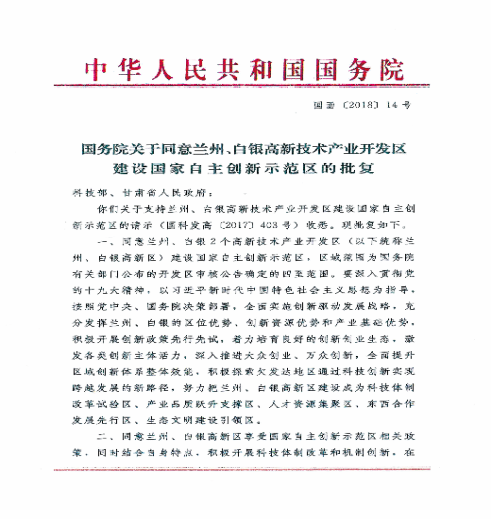 中华人民共和国国务院
国函〔2018〕14号
国务院关于同意兰州、白银高新技术产业开发区
建设国家自主创新示范区的批复
科技部、甘肃省人民政府：
你们关于支持兰州、白银高新技术产业开发区建设国家自主创
新示范区的请示（国科发高〔2017〕403号）收悉。现批复如下。
一、同意兰州、白银2个高新技术产业开发区（以下统称兰
州、白银高新区）建设国家自主创新示范区，区域范围为国务院
有关部门公布的开发区审核公告确定的四至范围。要深入贯彻党
的十九大精神，以习近平新时代中国特色社会主义思想为指导，
按照党中央、国务院决策部署，全面实施创新驱动发展战略，充
分发挥兰州、白银的区位优势、创新资源优势和产业基础优势，
积极开展创新政策先行先试，着力培育良好的创新创业生态，激
发各类创新主体活力，深入推进大众创业、万众创新，全面提升
区域创新体系整体效能，积极探索欠发达地区通过科技创新实现
跨越发展的新路径，努力把兰州、白银高新区建设成为科技体制
改革试验区、产业品质跃升支撑区、人才资源集聚区、东西合作
发展先行区、生态文明建设引领区。
二、同意兰州、白银高新区享受国家自主创新示范区相关政
策，同时结合自身特点，积极开展科技体制改革和机制创新，在